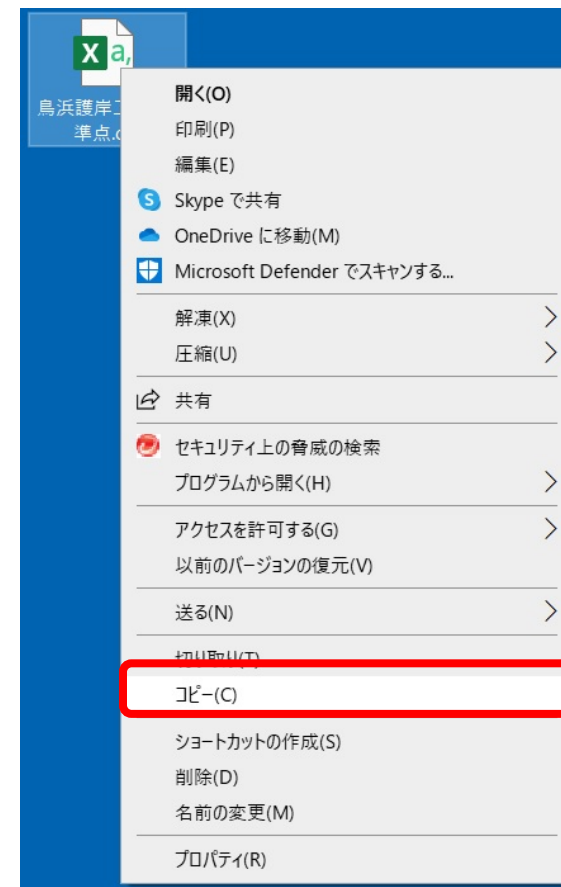 a,
鳥浜護岸
準点.
開く(O)
印刷(P)
編集(E)
Skype で共有
OneDrive に移動(M)
Microsoft Defender でスキャンする...
解凍(X)
圧縮(U)
共有
セキュリティ上の脅威の検索
プログラムから開く(H)
アクセスを許可する(G)
以前のバージョンの復元(V)
送る(N)
切り取り(T)
コピー(C)
ショートカットの作成(S)
削除(D)
名前の変更(M)
プロパティ(R)